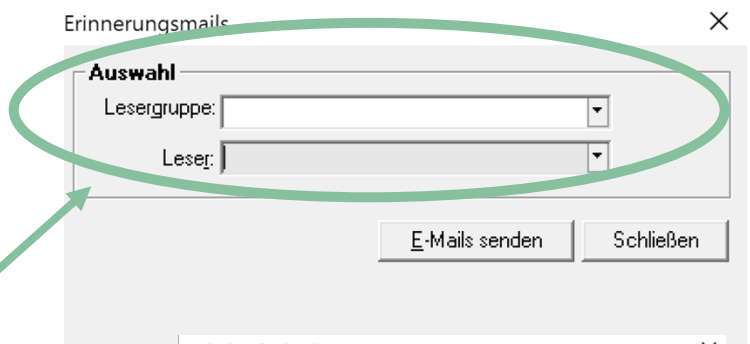 Erinnerungsmails
Auswahl
Lesergruppe:
Leser:
E-Mails senden
Schließen